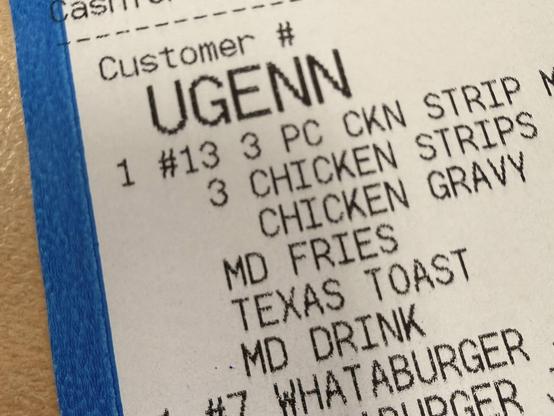 Customer #
UGENN
1 #13 3 PC CKN STRIP M
3 CHICKEN STRIPS
CHICKEN GRAVY
MD FRIES
TEXAS TOAST
MD DRINK
#7 WHATABURGER
BURGER